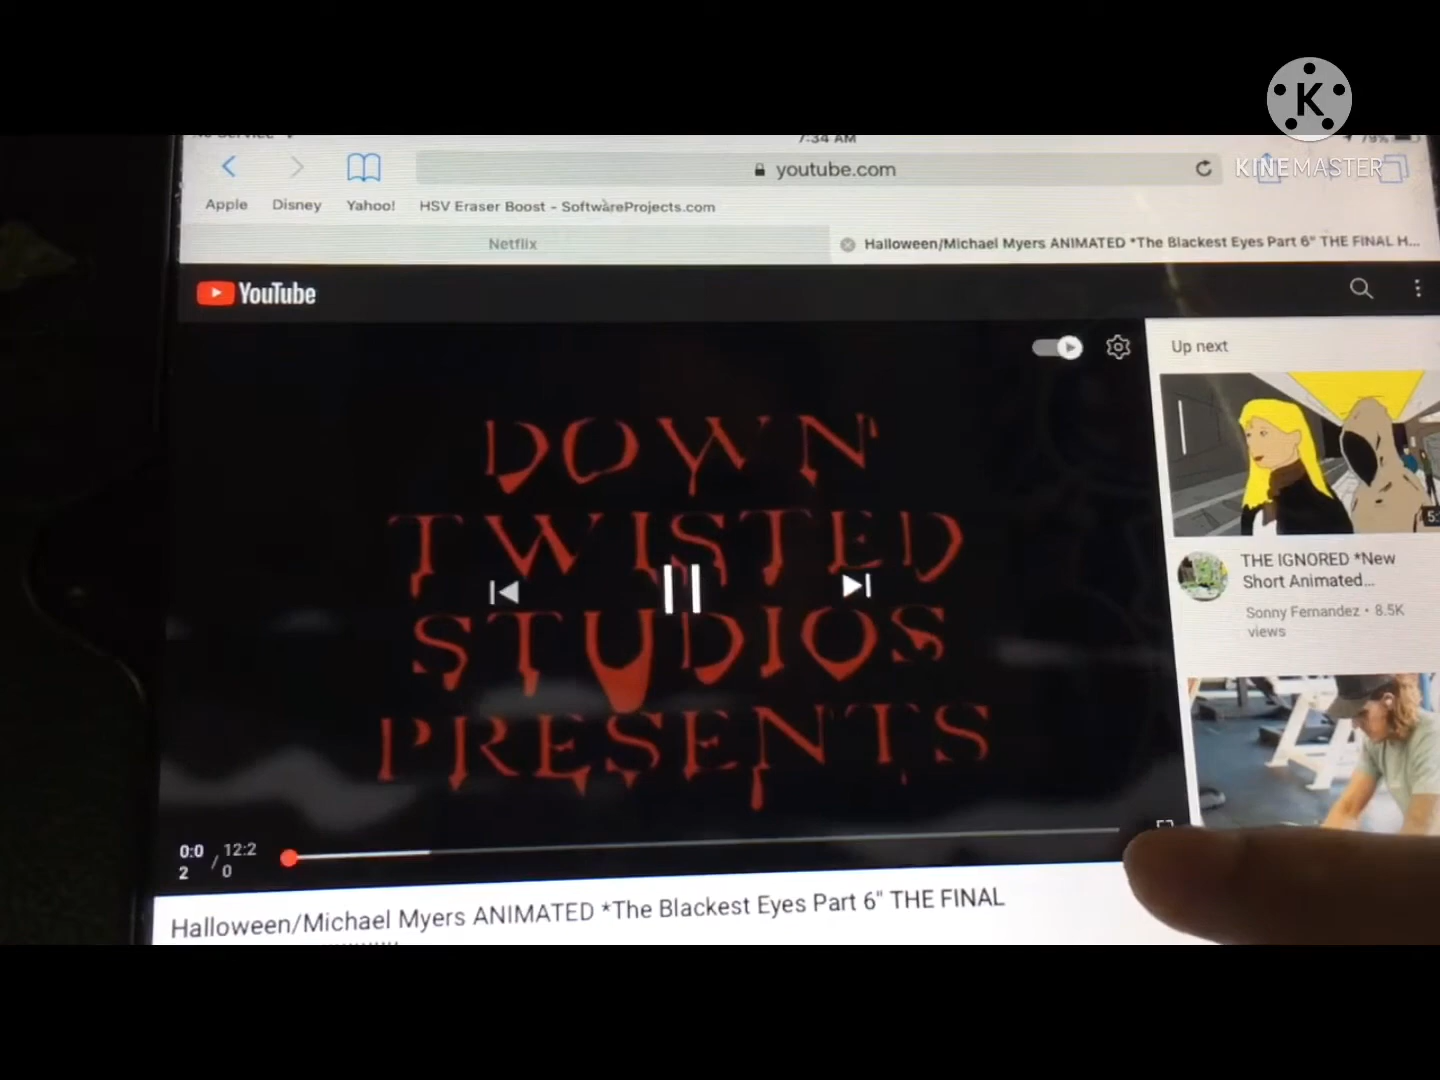 K
KINEMASTER
7:34 AM
79%
youtube.com
Apple Disney Yahoo! HSV Eraser Boost - SoftwareProjects.com
Netflix
Halloween/Michael Myers ANIMATED *The Blackest Eyes Part 6" THE FINAL H...
YouTube
Up next
DOWN
TWISTED
STUDIOS
PRESENTS
5:
THE IGNORED *New
Short Animated...
Sonny Fernandez • 8.5K
views
0:0
2
/
12:2
0
Halloween/Michael Myers ANIMATED *The Blackest Eyes Part 6" THE FINAL